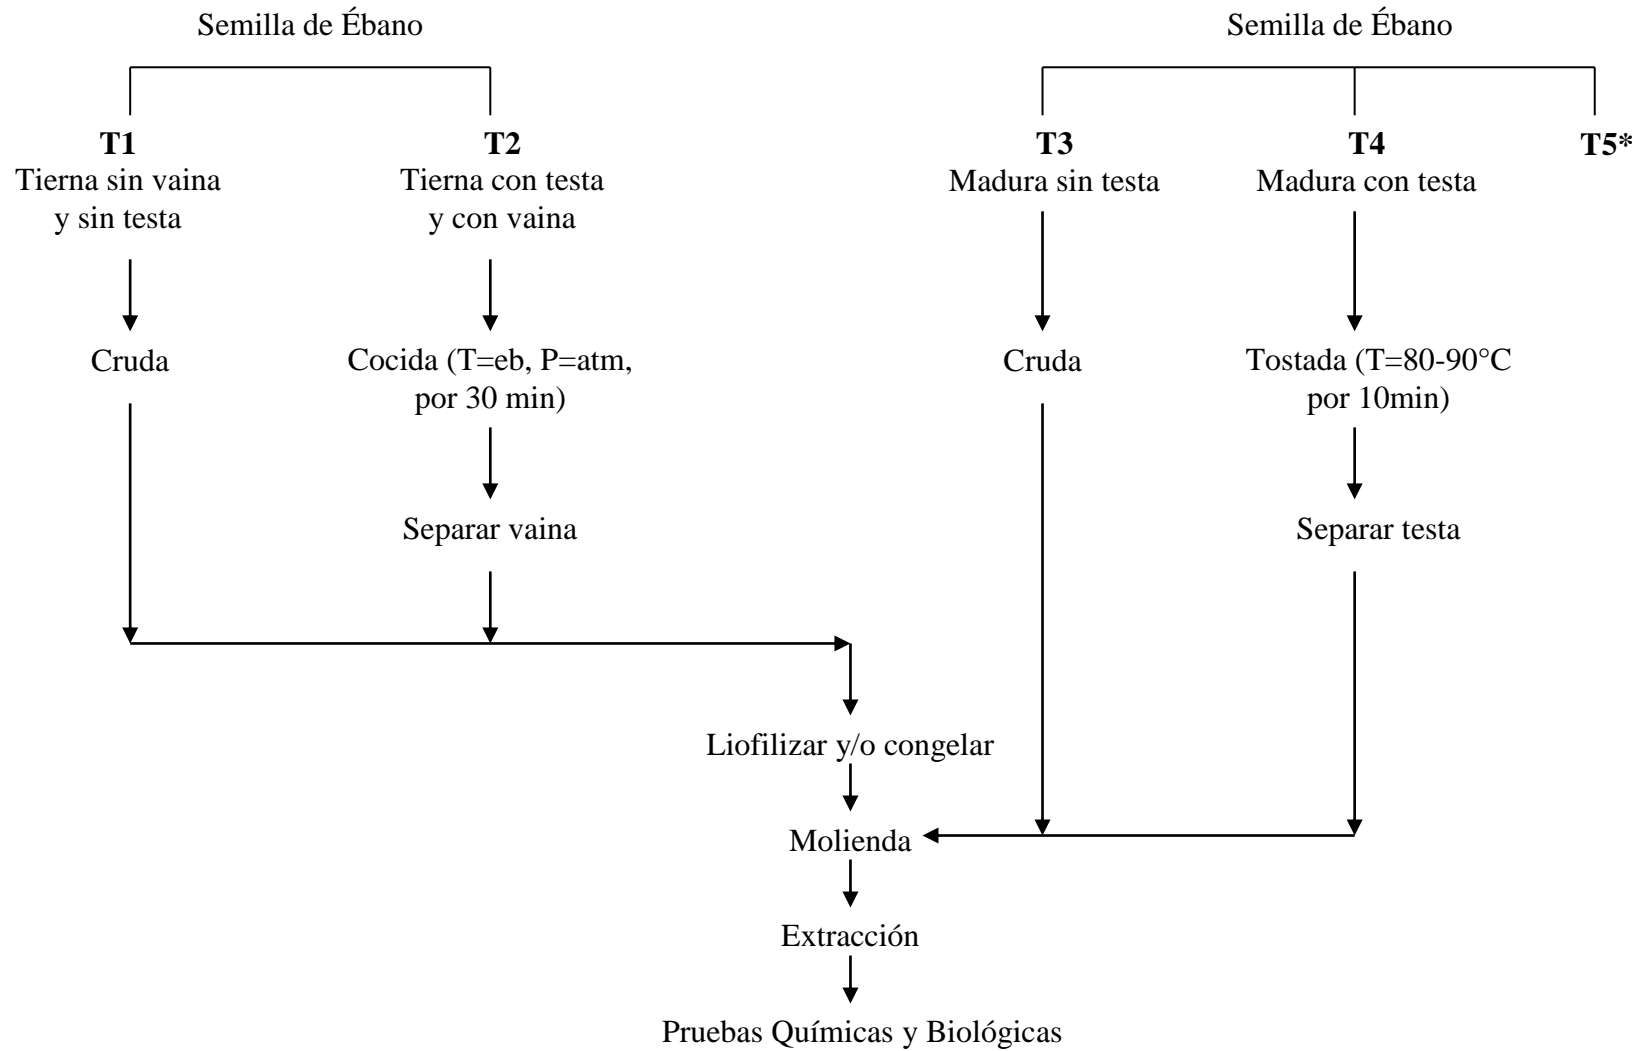 Semilla de Ébano
Semilla de Ébano
T1
T2
T3
T4
T5*
Tierna sin vaina
y sin testa
Tierna con testa
y con vaina
Madura sin testa
Madura con testa
Cruda
Cocida (T=eb, P=atm,
por 30 min)
Cruda
Tostada (T=80-90°C
por 10min)
Separar vaina
Separar testa
Liofilizar y/o congelar
Molienda
Extracción
Pruebas Químicas y Biológicas